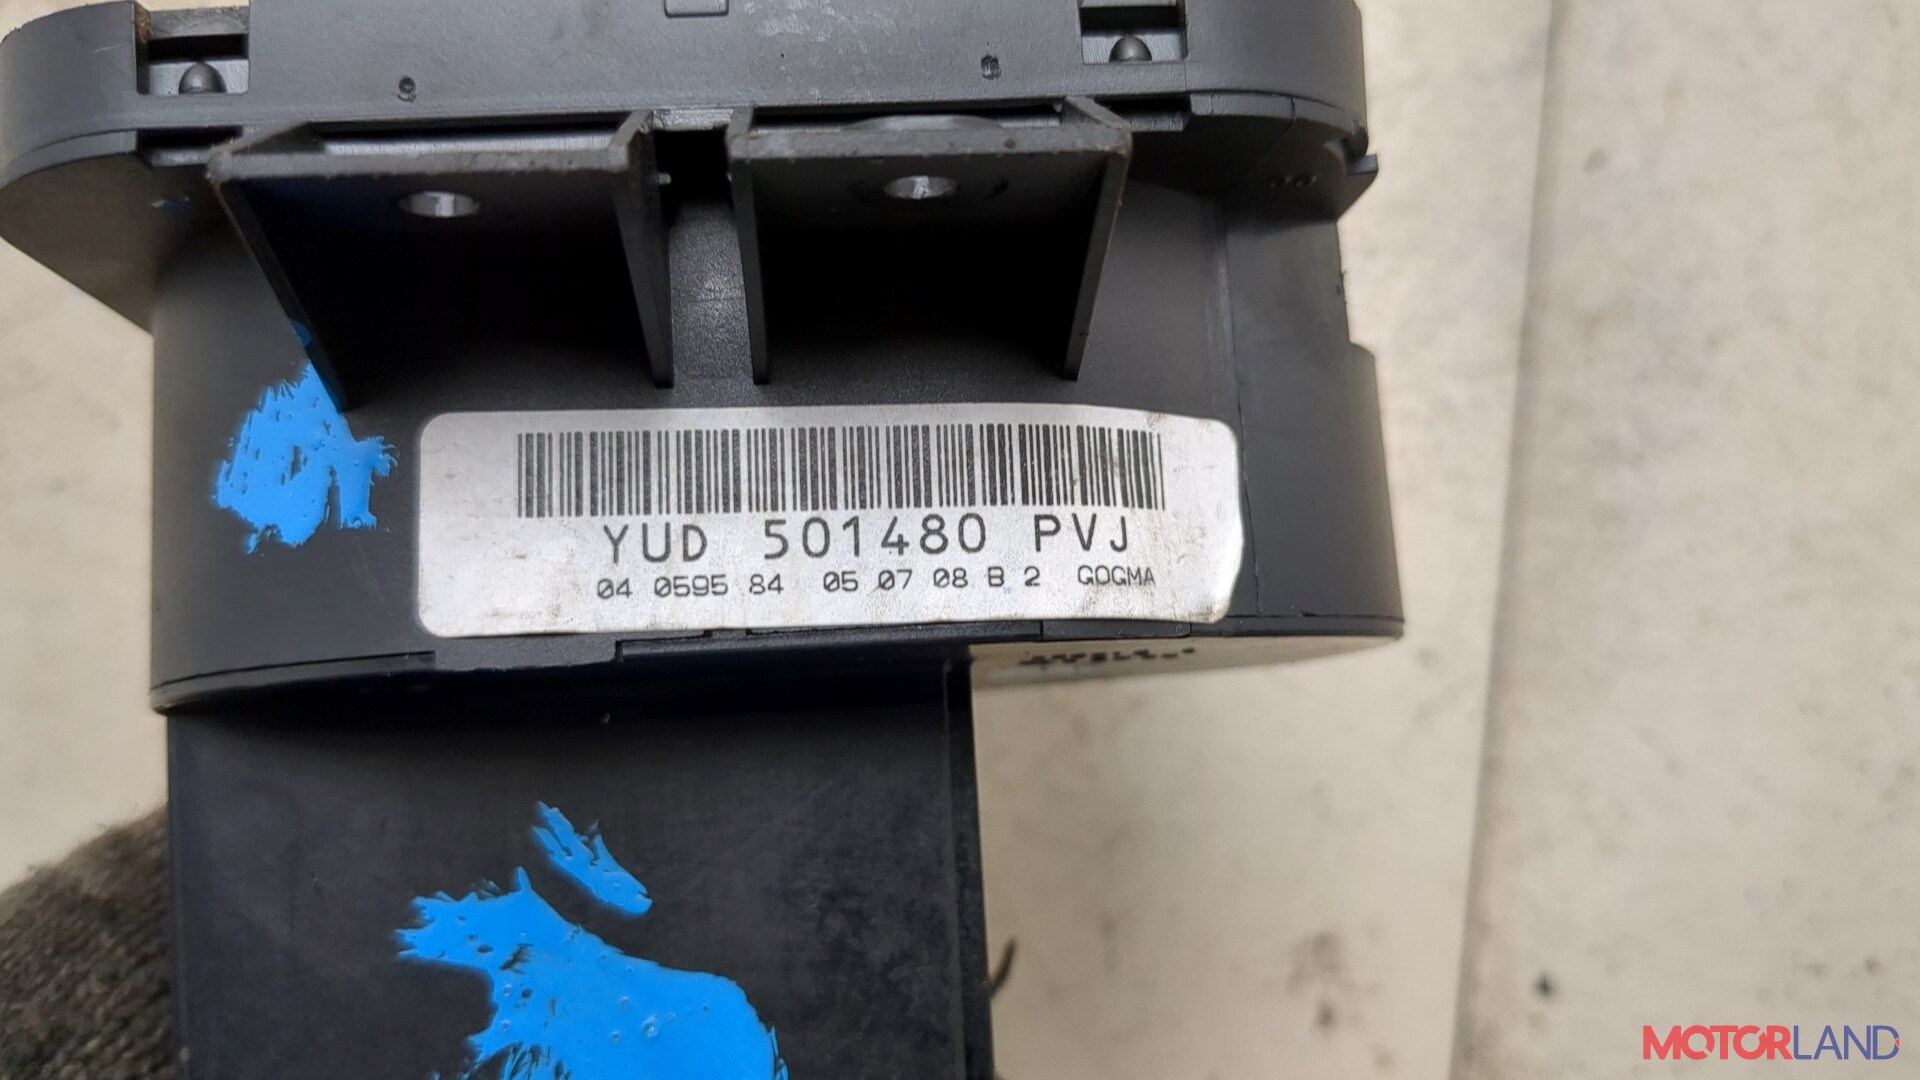 YUD 501480 PVJ
04 0595 84 05 07 08 B 2 GOGMA
MOTORLAND